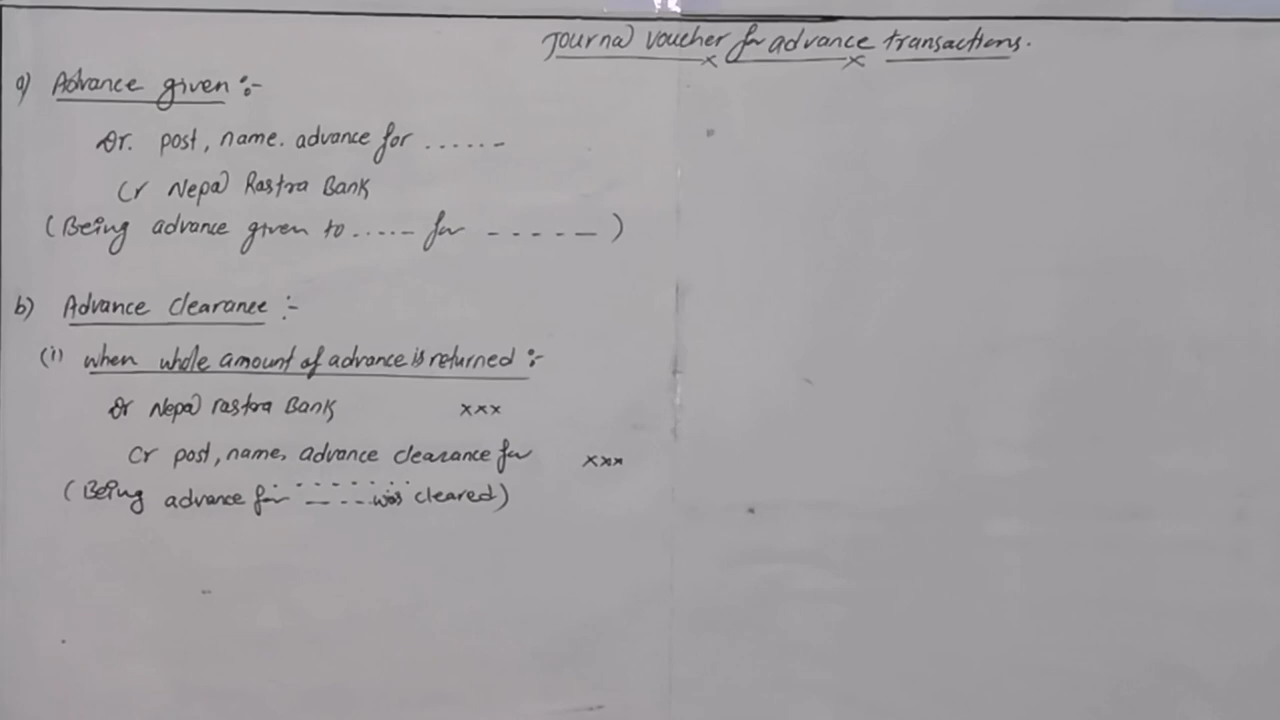 Journal voucher for advance transactions.
a) Advance given :-
Dr. post, name. advance for ......
Cr Nepal Rastra Bank
(Being advance given to ..... for ------)
b) Advance clearance :-
(i) when whole amount of advance is returned :-
Dr Nepal rastra Bank xxx
Cr post, name, advance clearance for ........ xxx
(Being advance for ----- was cleared)